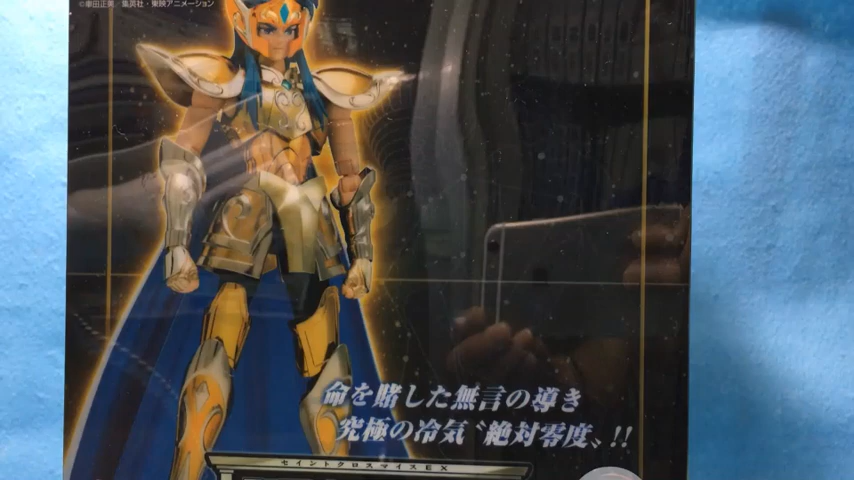 ©車田正美／集英社・東映アニメーション
命を賭した無言の導き
究極の冷気〝絶対零度〟!!
セイントクロスマイスEX